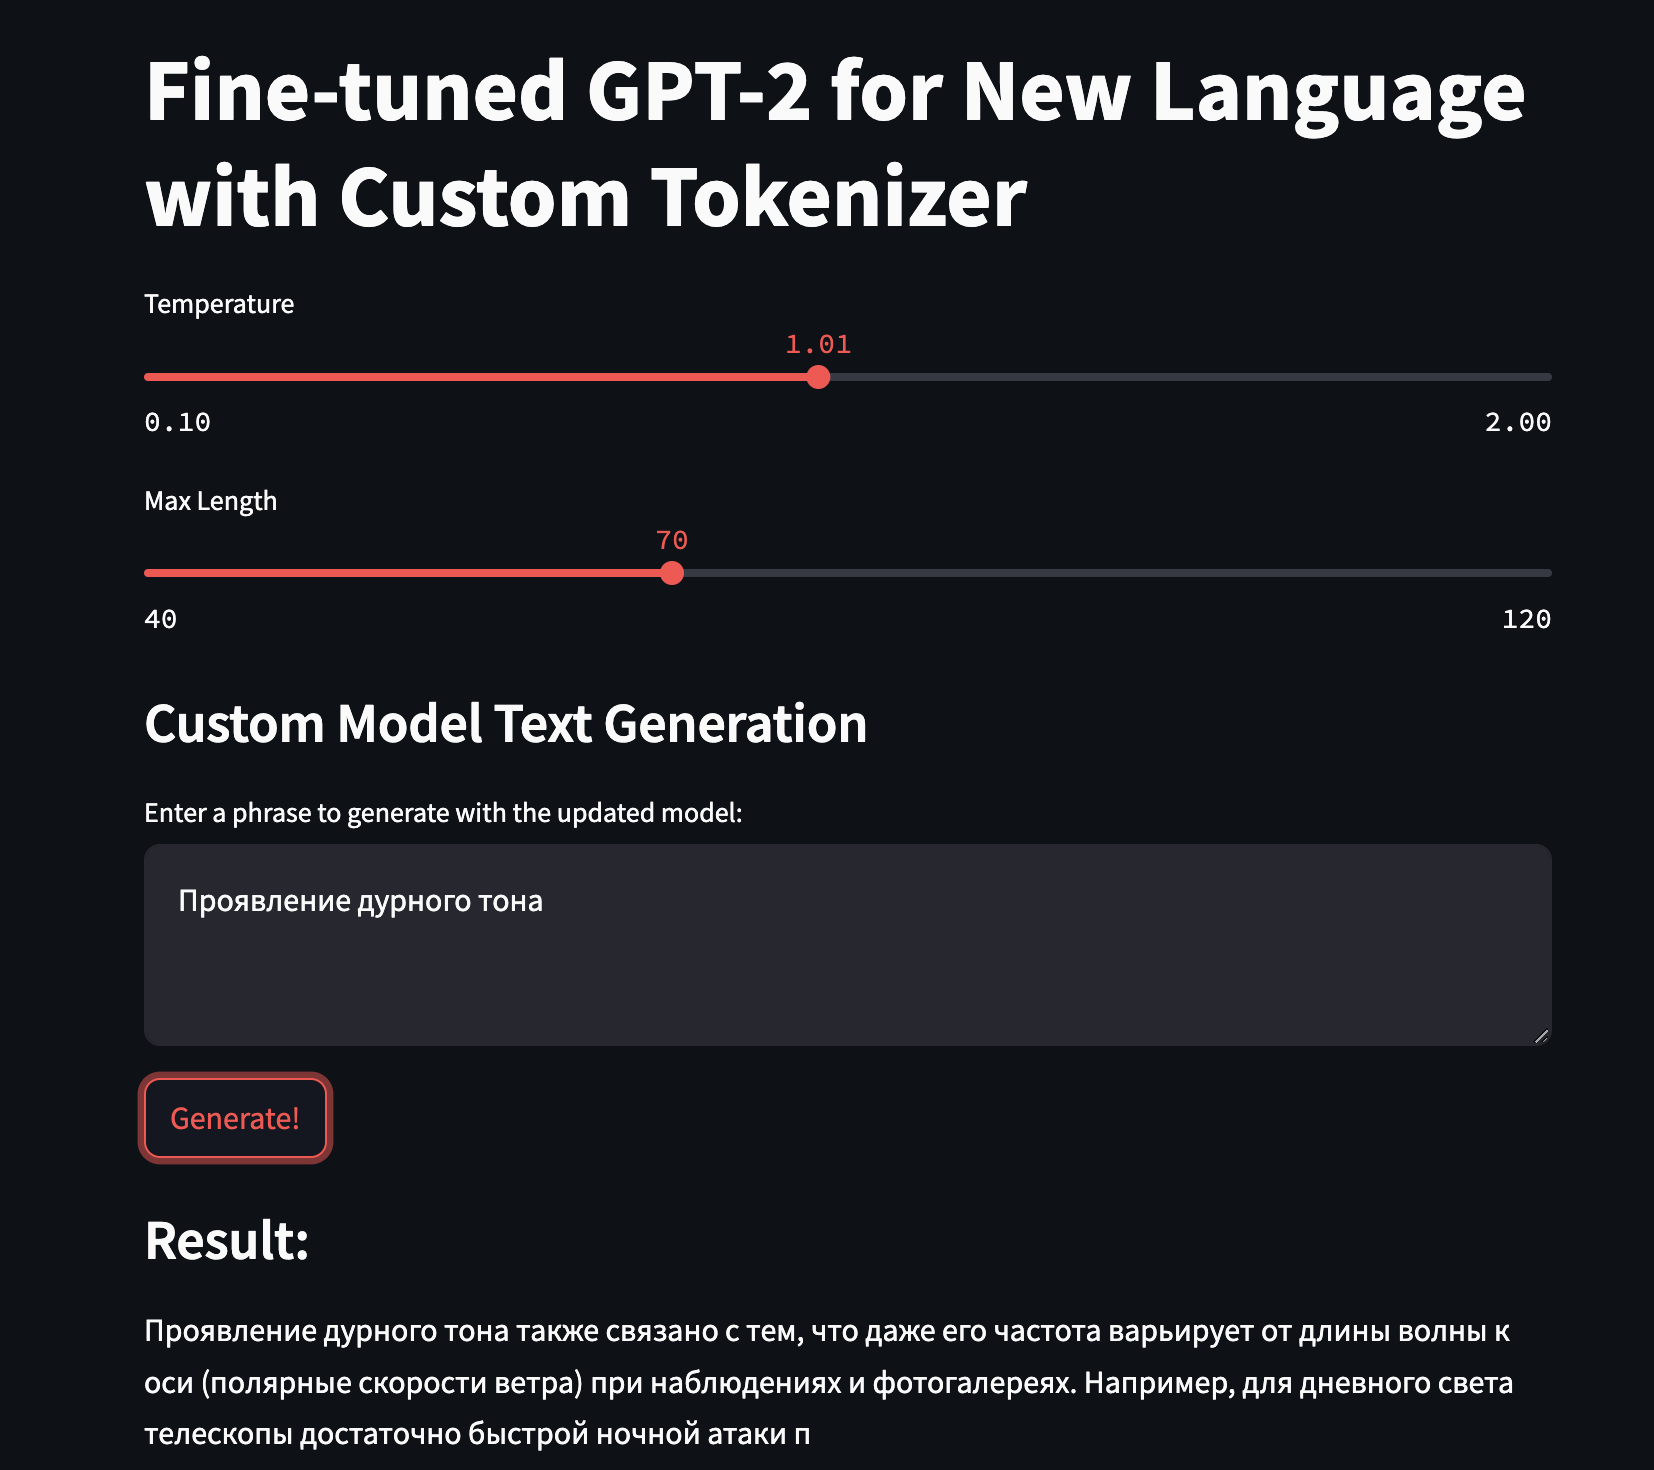 Fine-tuned GPT-2 for New Language
with Custom Tokenizer
Temperature
1.01
0.10 2.00
Max Length
70
40 120
Custom Model Text Generation
Enter a phrase to generate with the updated model:
Проявление дурного тона
Generate!
Result:
Проявление дурного тона также связано с тем, что даже его частота варьирует от длины волны к
оси (полярные скорости ветра) при наблюдениях и фотогалереях. Например, для дневного света
телескопы достаточно быстрой ночной атаки п